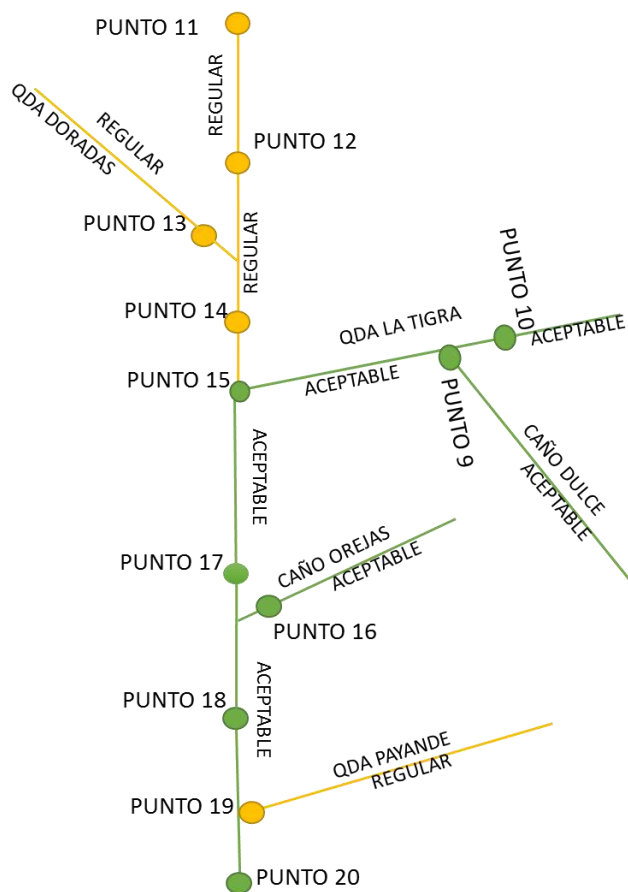 PUNTO 11
REGULAR
PUNTO 12
REGULAR
QDA DORADAS
PUNTO 13
REGULAR
PUNTO 14
PUNTO 10
QDA LA TIGRA
ACEPTABLE
ACEPTABLE
PUNTO 15
PUNTO 9
CAÑO DULCE
ACEPTABLE
ACEPTABLE
PUNTO 17
CAÑO OREJAS
ACEPTABLE
PUNTO 16
ACEPTABLE
PUNTO 18
QDA PAYANDE
REGULAR
PUNTO 19
PUNTO 20